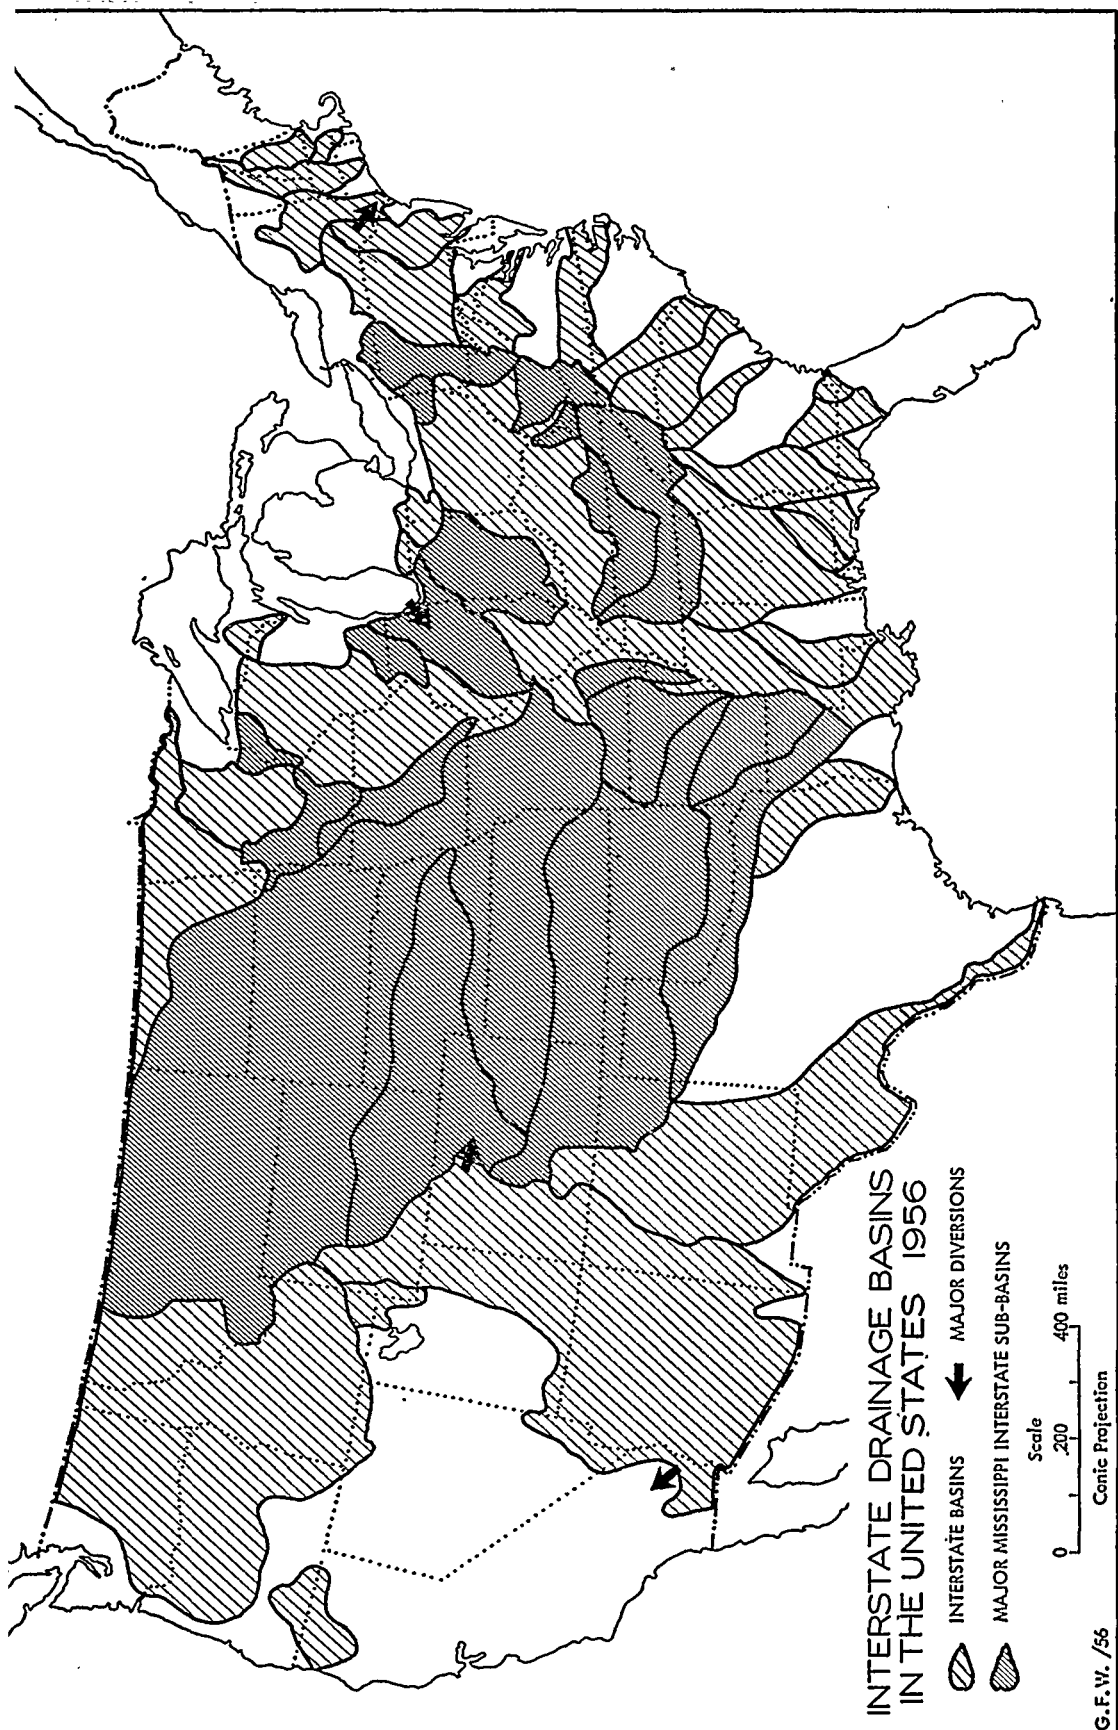 INTERSTATE DRAINAGE BASINS
IN THE UNITED STATES 1956
INTERSTATE BASINS
MAJOR DIVERSIONS
MAJOR MISSISSIPPI INTERSTATE SUB-BASINS
Scale
0 200 400 miles
Conic Projection
G.F.W. /56